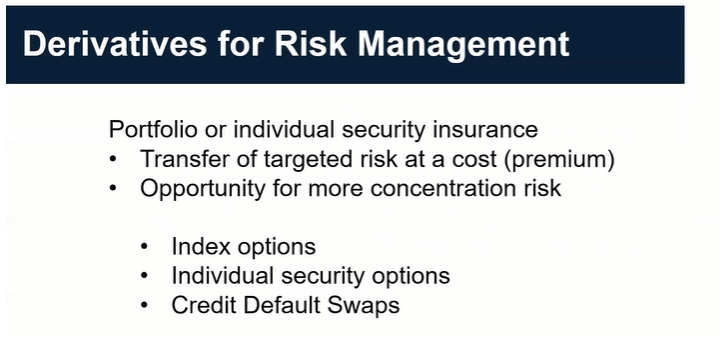 Derivatives for Risk Management
Portfolio or individual security insurance
• Transfer of targeted risk at a cost (premium)
• Opportunity for more concentration risk
• Index options
• Individual security options
• Credit Default Swaps